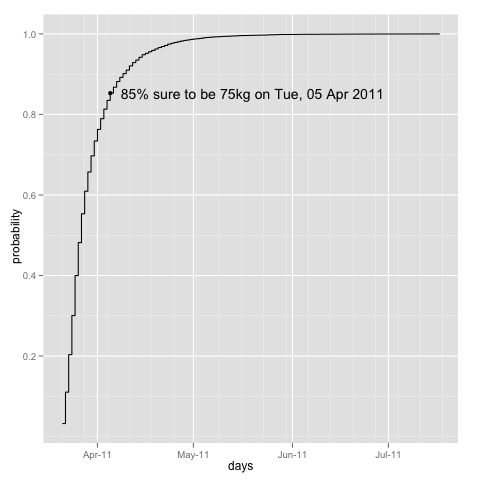 1.0
85% sure to be 75kg on Tue, 05 Apr 2011
0.8
0.6
probability
0.4
0.2
Apr-11 May-11 Jun-11 Jul-11
days